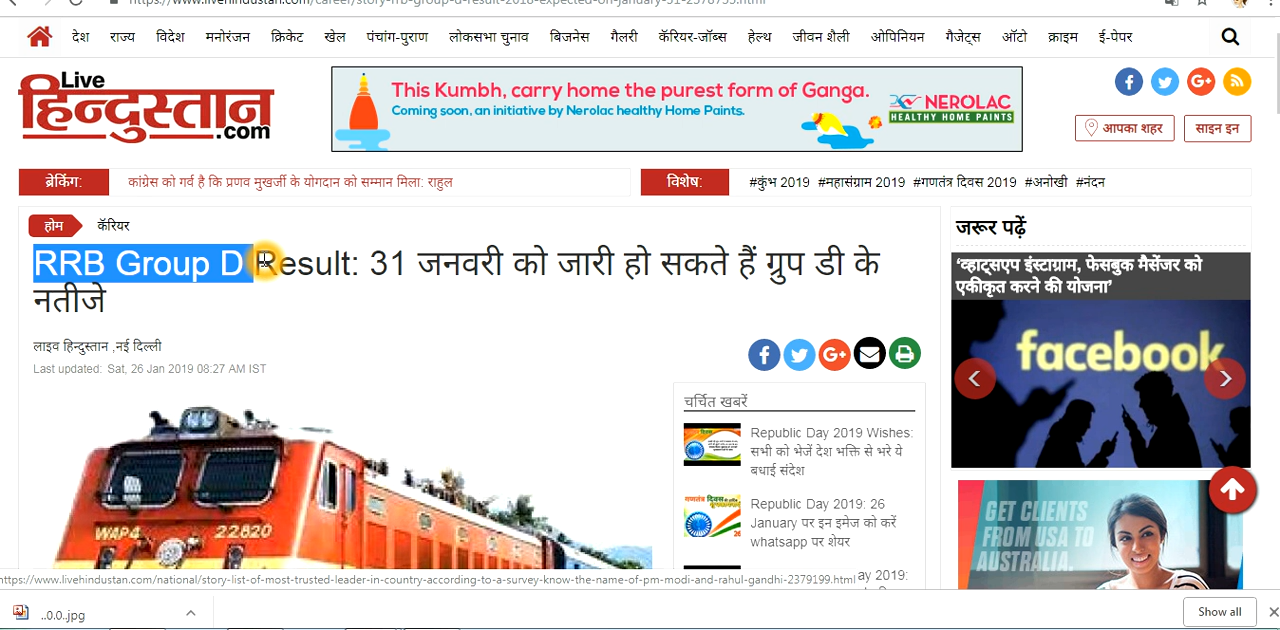 https://www.livehindustan.com/career/story-rrb-group-d-result-2018-expected-on-january-31-2378755.html
देश राज्य विदेश मनोरंजन क्रिकेट खेल पंचांग-पुराण लोकसभा चुनाव बिजनेस गैलरी कॅरियर-जॉब्स हेल्थ जीवन शैली ओपिनियन गैजेट्स ऑटो क्राइम ई-पेपर
Live
हिन्दुस्तान
.com
This Kumbh, carry home the purest form of Ganga.
Coming soon, an initiative by Nerolac healthy Home Paints.
NEROLAC
HEALTHY HOME PAINTS
आपका शहर
साइन इन
ब्रेकिंग:
कांग्रेस को गर्व है कि प्रणव मुखर्जी के योगदान को सम्मान मिला: राहुल
विशेष:
#कुंभ 2019 #महासंग्राम 2019 #गणतंत्र दिवस 2019 #अनोखी #नंदन
होम
कॅरियर
RRB Group D Result: 31 जनवरी को जारी हो सकते हैं ग्रुप डी के
नतीजे
लाइव हिन्दुस्तान ,नई दिल्ली
Last updated: Sat, 26 Jan 2019 08:27 AM IST
WAP4 22820
चर्चित खबरें
Republic Day 2019 Wishes:
सभी को भेजें देश भक्ति से भरे ये
बधाई संदेश
गणतंत्र दिवस
Republic Day 2019: 26
January पर इन इमेज को करें
whatsapp पर शेयर
ay 2019:
जरूर पढ़ें
‘व्हाट्सएप इंस्टाग्राम, फेसबुक मैसेंजर को
एकीकृत करने की योजना’
facebook
GET CLIENTS
FROM USA TO
AUSTRALIA.
https://www.livehindustan.com/national/story-list-of-most-trusted-leader-in-country-according-to-a-survey-know-the-name-of-pm-modi-and-rahul-gandhi-2379199.html
..0.0..jpg
Show all